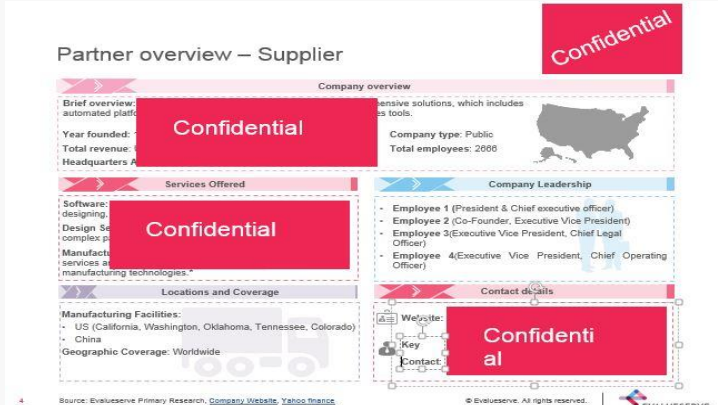 Confidential
Partner overview – Supplier
Company overview
Brief overview: ensive solutions, which includes
automated platfo Confidential es tools.
Year founded: Company type: Public
Total revenue: Total employees: 2666
Headquarters A
Services Offered
Software:
designing,
Design Se Confidential
complex p
Manufactu
services a
manufacturing technologies."
Company Leadership
- Employee 1 (President & Chief executive officer)
- Employee 2 (Co-Founder, Executive Vice President)
- Employee 3(Executive Vice President, Chief Legal
Officer)
- Employee 4(Executive Vice President, Chief Operating
Officer)
Locations and Coverage
Manufacturing Facilities:
• US (California, Washington, Oklahoma, Tennessee, Colorado)
• China
Geographic Coverage: Worldwide
Contact details
Website:
Key
Contact:
Confidenti
al
4 Source: Evalueserve Primary Research, Company Website, Yahoo finance © Evalueserve. All rights reserved.
EVALUESERVE